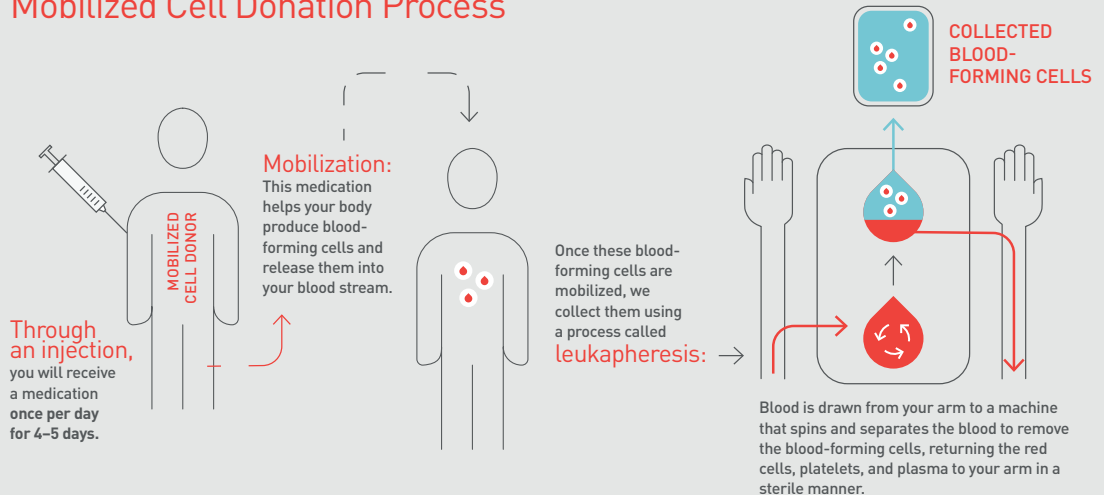 Mobilized Cell Donation Process
MOBILIZED
CELL DONOR
Through
an injection,
you will receive
a medication
once per day
for 4–5 days.
Mobilization:
This medication
helps your body
produce blood-
forming cells and
release them into
your blood stream.
Once these blood-
forming cells are
mobilized, we
collect them using
a process called
leukapheresis:
COLLECTED
BLOOD-
FORMING CELLS
Blood is drawn from your arm to a machine
that spins and separates the blood to remove
the blood-forming cells, returning the red
cells, platelets, and plasma to your arm in a
sterile manner.